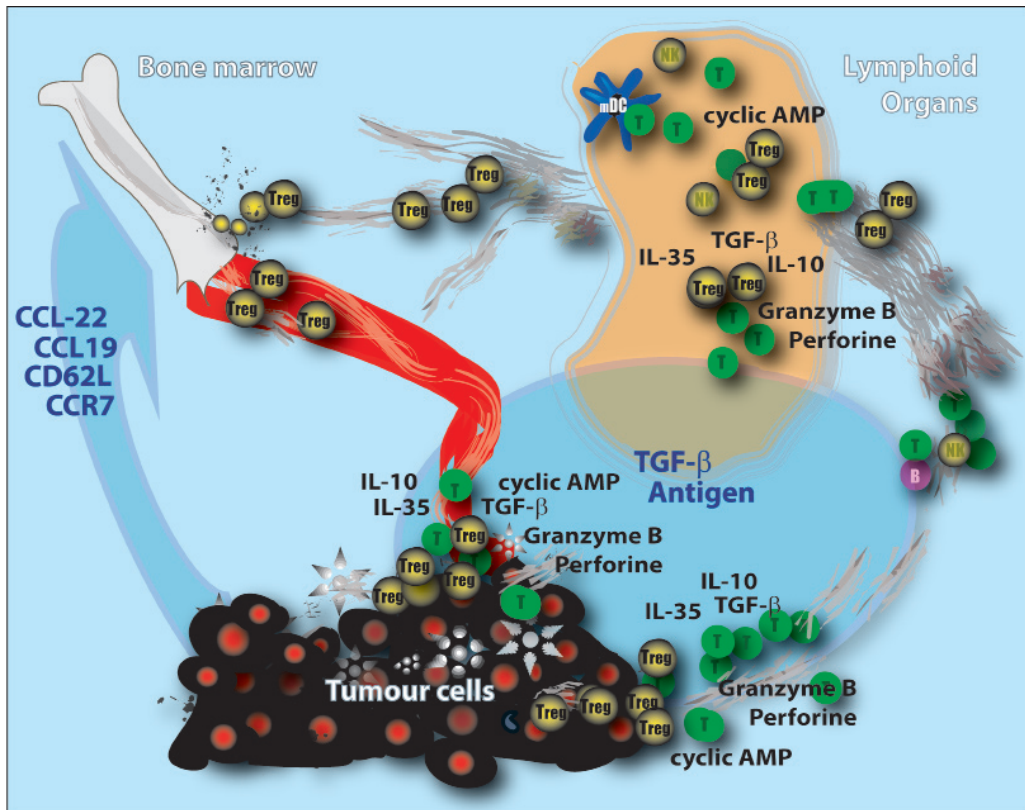 Bone marrow
Lymphoid
Organs
NK
T
mDC
T
T
cyclic AMP
Treg
Treg
NK
Treg
Treg
Treg
Treg
T T
Treg
Treg
TGF-β
IL-35
IL-10
Treg
Treg
Treg
Treg
Treg
Granzyme B
T
Perforine
T
T
CCL-22
CCL19
CD62L
CCR7
T
T
NK
B
TGF-β
Antigen
IL-10
T
cyclic AMP
IL-35
TGF-β
T
Treg
Granzyme B
Perforine
Treg
Treg
Treg
T
IL-10
IL-35
TGF-β
T
T
T
Treg
Tumour cells
Granzyme B
T
Perforine
Treg
Treg
Treg
Treg
T
cyclic AMP